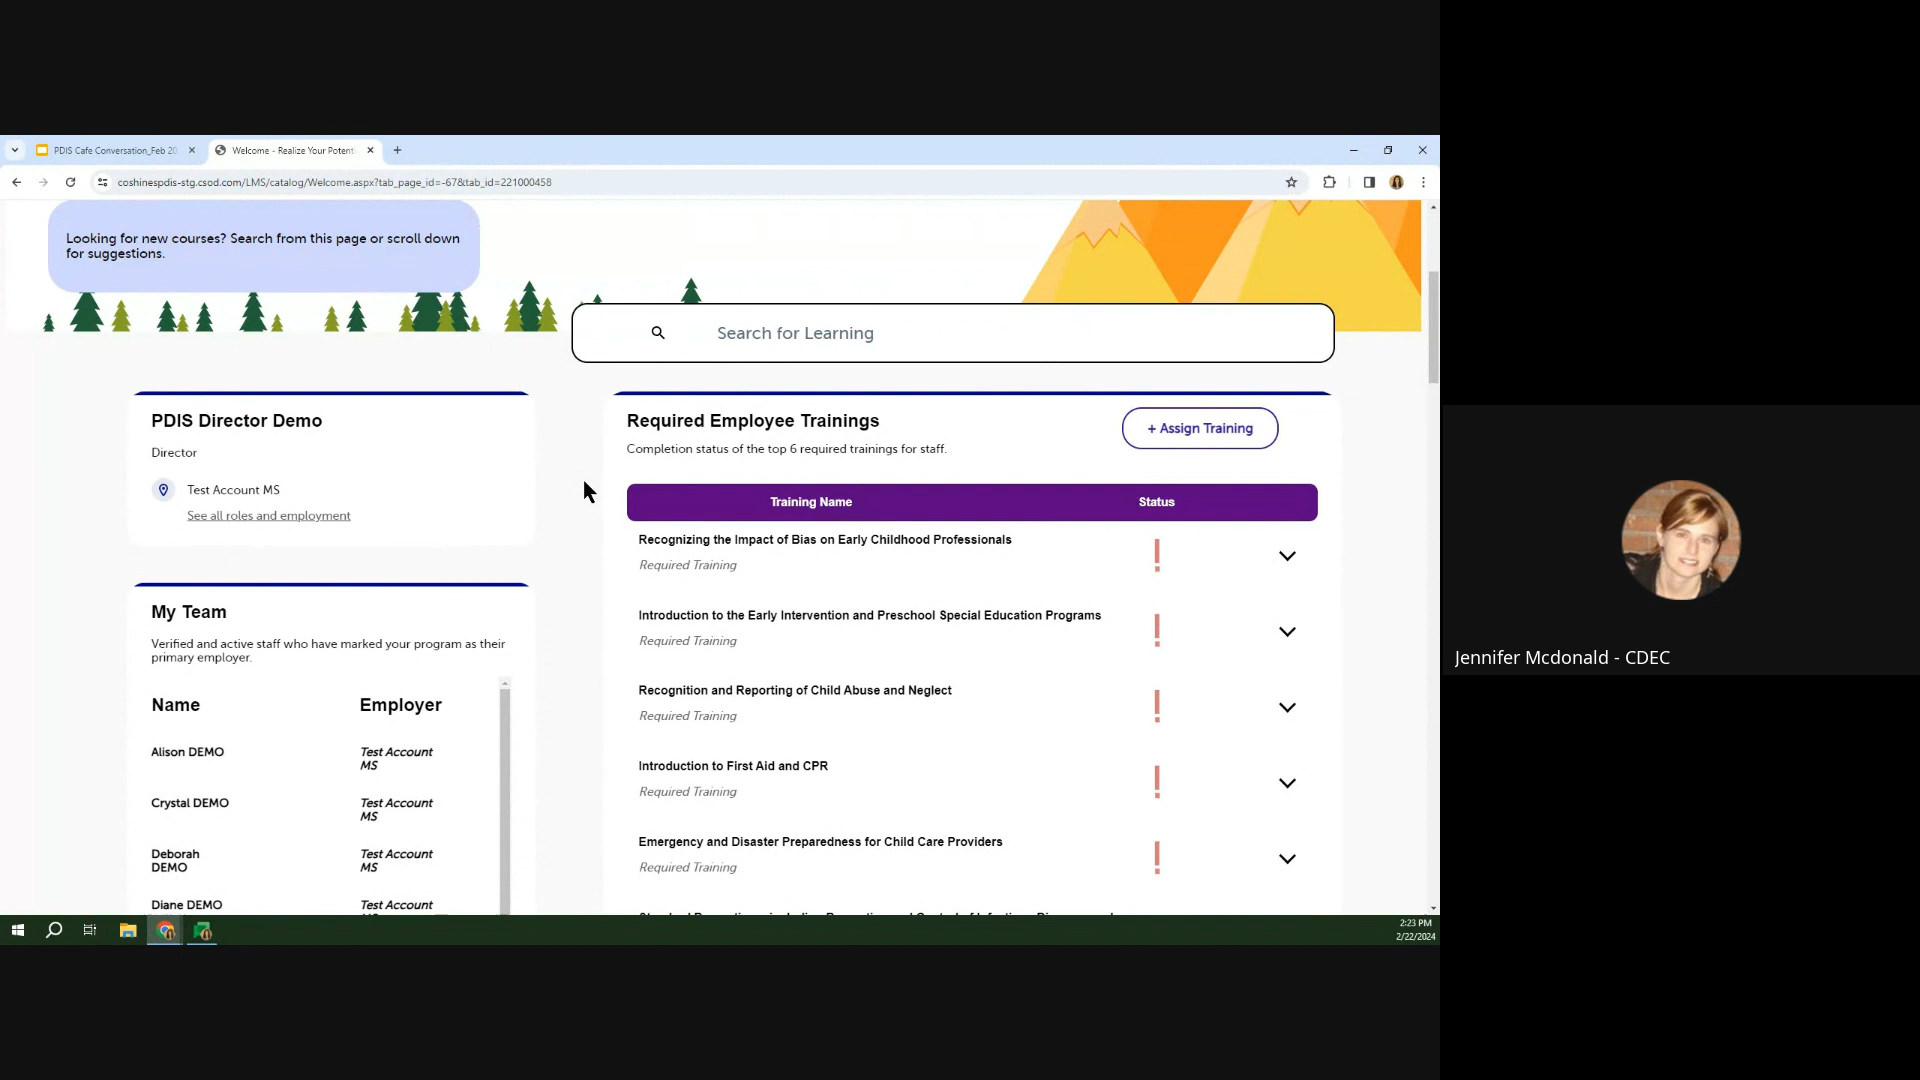 PDIS Cafe Conversation_Feb 20
Welcome - Realize Your Potent
coshinespdis-stg.csod.com/LMS/catalog/Welcome.aspx?tab_page_id=-67&tab_id=221000458
Looking for new courses? Search from this page or scroll down
for suggestions.
Search for Learning
PDIS Director Demo
Director
Test Account MS
See all roles and employment
My Team
Verified and active staff who have marked your program as their
primary employer.
Name Employer
Alison DEMO Test Account
MS
Crystal DEMO Test Account
MS
Deborah Test Account
DEMO MS
Diane DEMO Test Account
Required Employee Trainings
+ Assign Training
Completion status of the top 6 required trainings for staff.
Training Name Status
Recognizing the Impact of Bias on Early Childhood Professionals
Required Training
Introduction to the Early Intervention and Preschool Special Education Programs
Required Training
Recognition and Reporting of Child Abuse and Neglect
Required Training
Introduction to First Aid and CPR
Required Training
Emergency and Disaster Preparedness for Child Care Providers
Required Training
2:23 PM
2/22/2024
Jennifer Mcdonald - CDEC